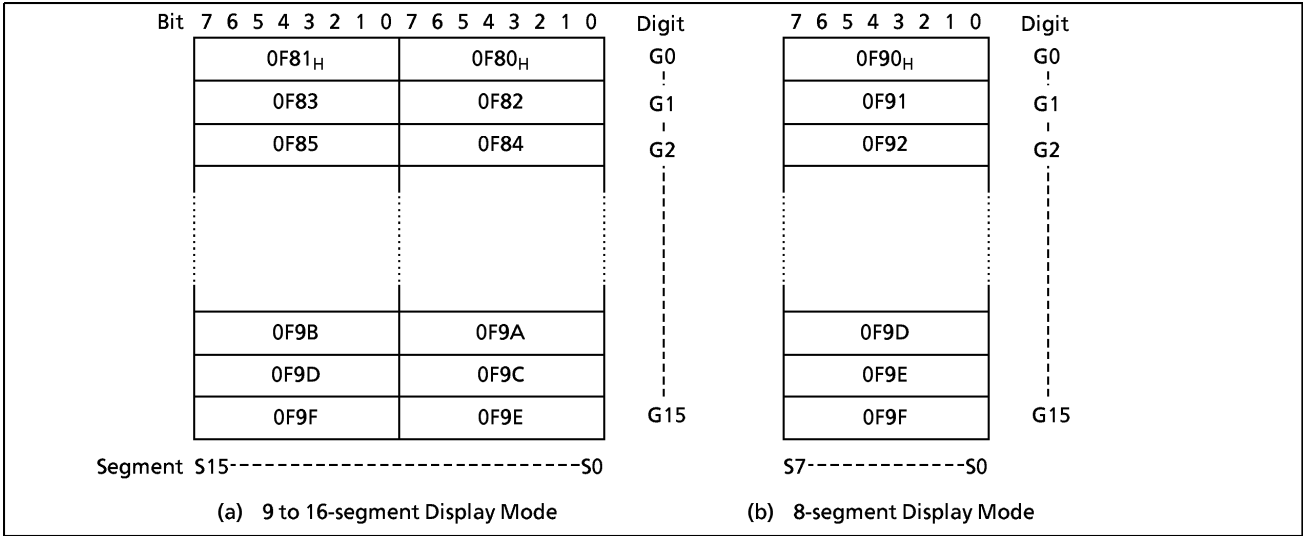 Bit 7 6 5 4 3 2 1 0 7 6 5 4 3 2 1 0 Digit 7 6 5 4 3 2 1 0 Digit
0F81H 0F80H G0 0F90H G0
0F83 0F82 G1 0F91 G1
0F85 0F84 G2 0F92 G2
0F9B 0F9A 0F9D
0F9D 0F9C 0F9E
0F9F 0F9E G15 0F9F G15
Segment S15 S0 S7 S0
(a) 9 to 16-segment Display Mode (b) 8-segment Display Mode